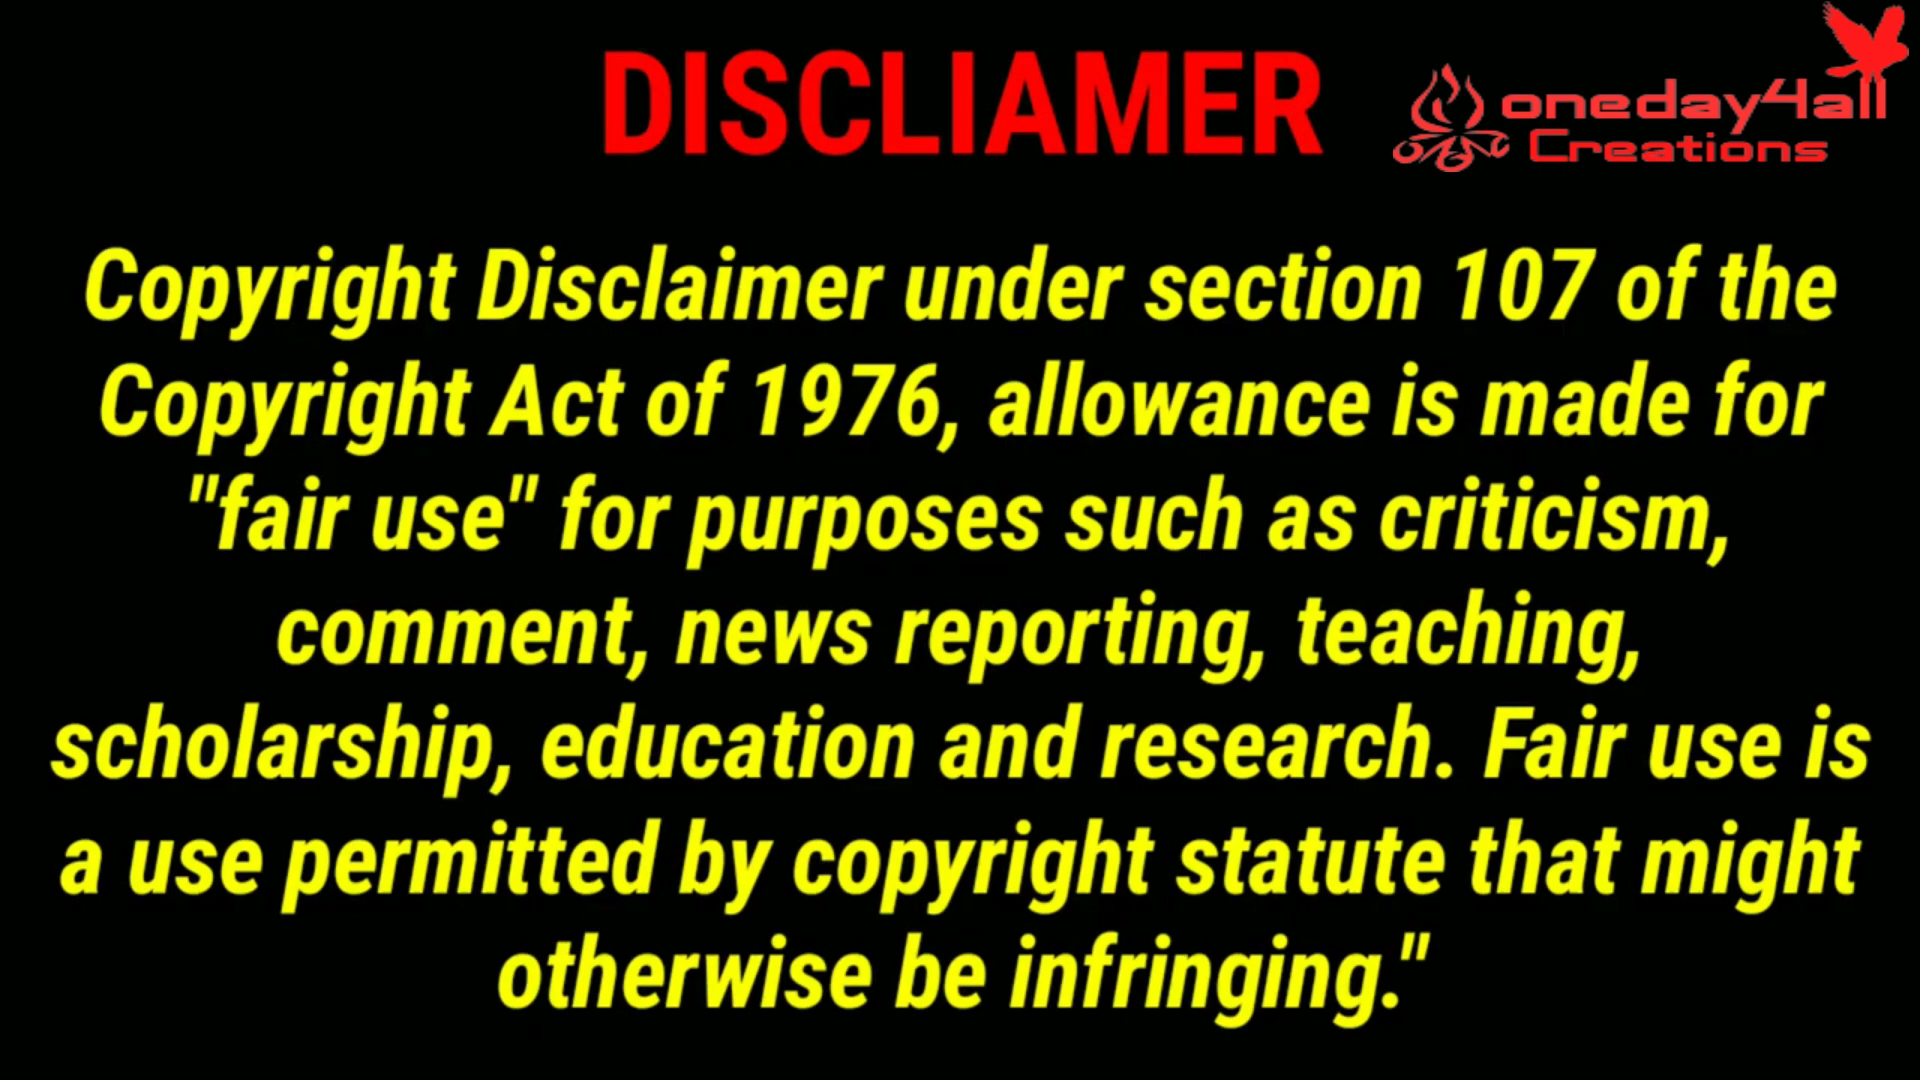 DISCLIAMER
oneday4all
Creations
Copyright Disclaimer under section 107 of the
Copyright Act of 1976, allowance is made for
"fair use" for purposes such as criticism,
comment, news reporting, teaching,
scholarship, education and research. Fair use is
a use permitted by copyright statute that might
otherwise be infringing."